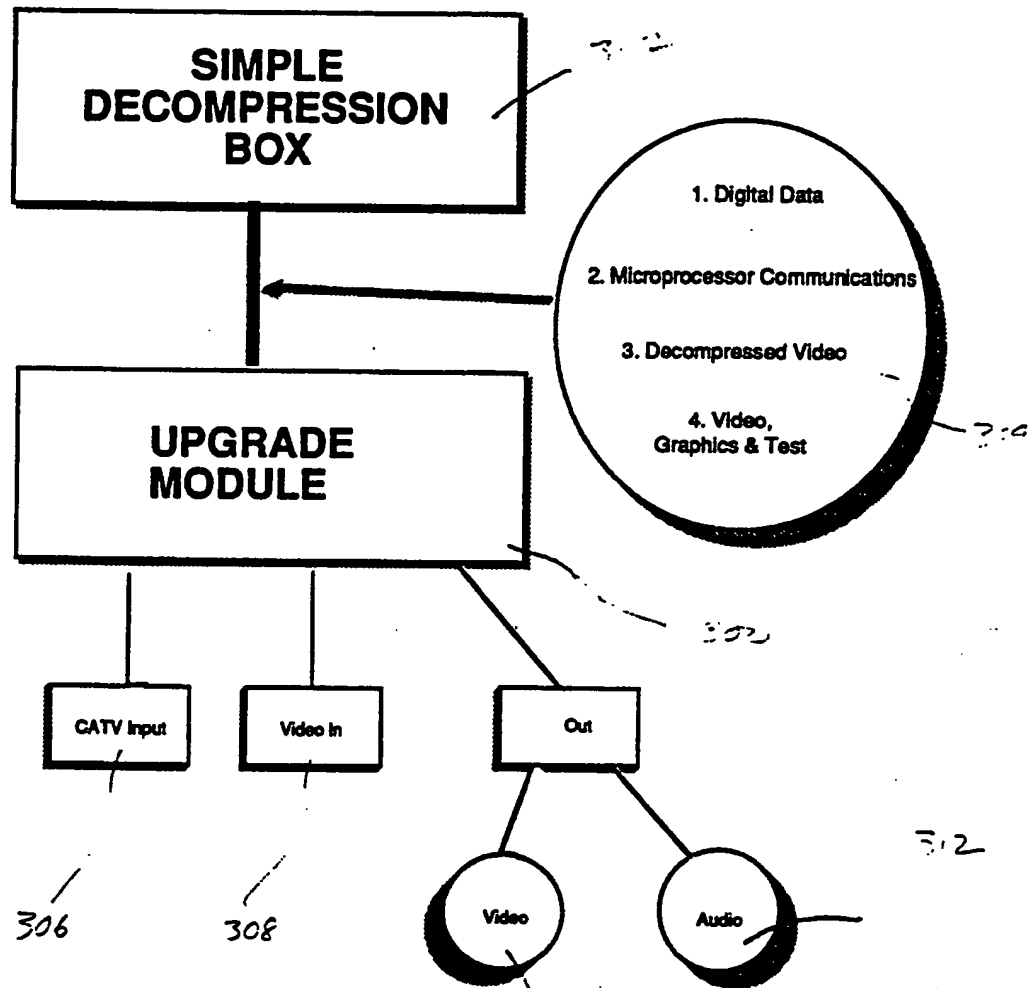 SIMPLE
DECOMPRESSION
BOX
1. Digital Data
2. Microprocessor Communications
3. Decompressed Video
4. Video,
Graphics & Test
UPGRADE
MODULE
CATV Input
Video In
Out
312
306
308
Video
Audio